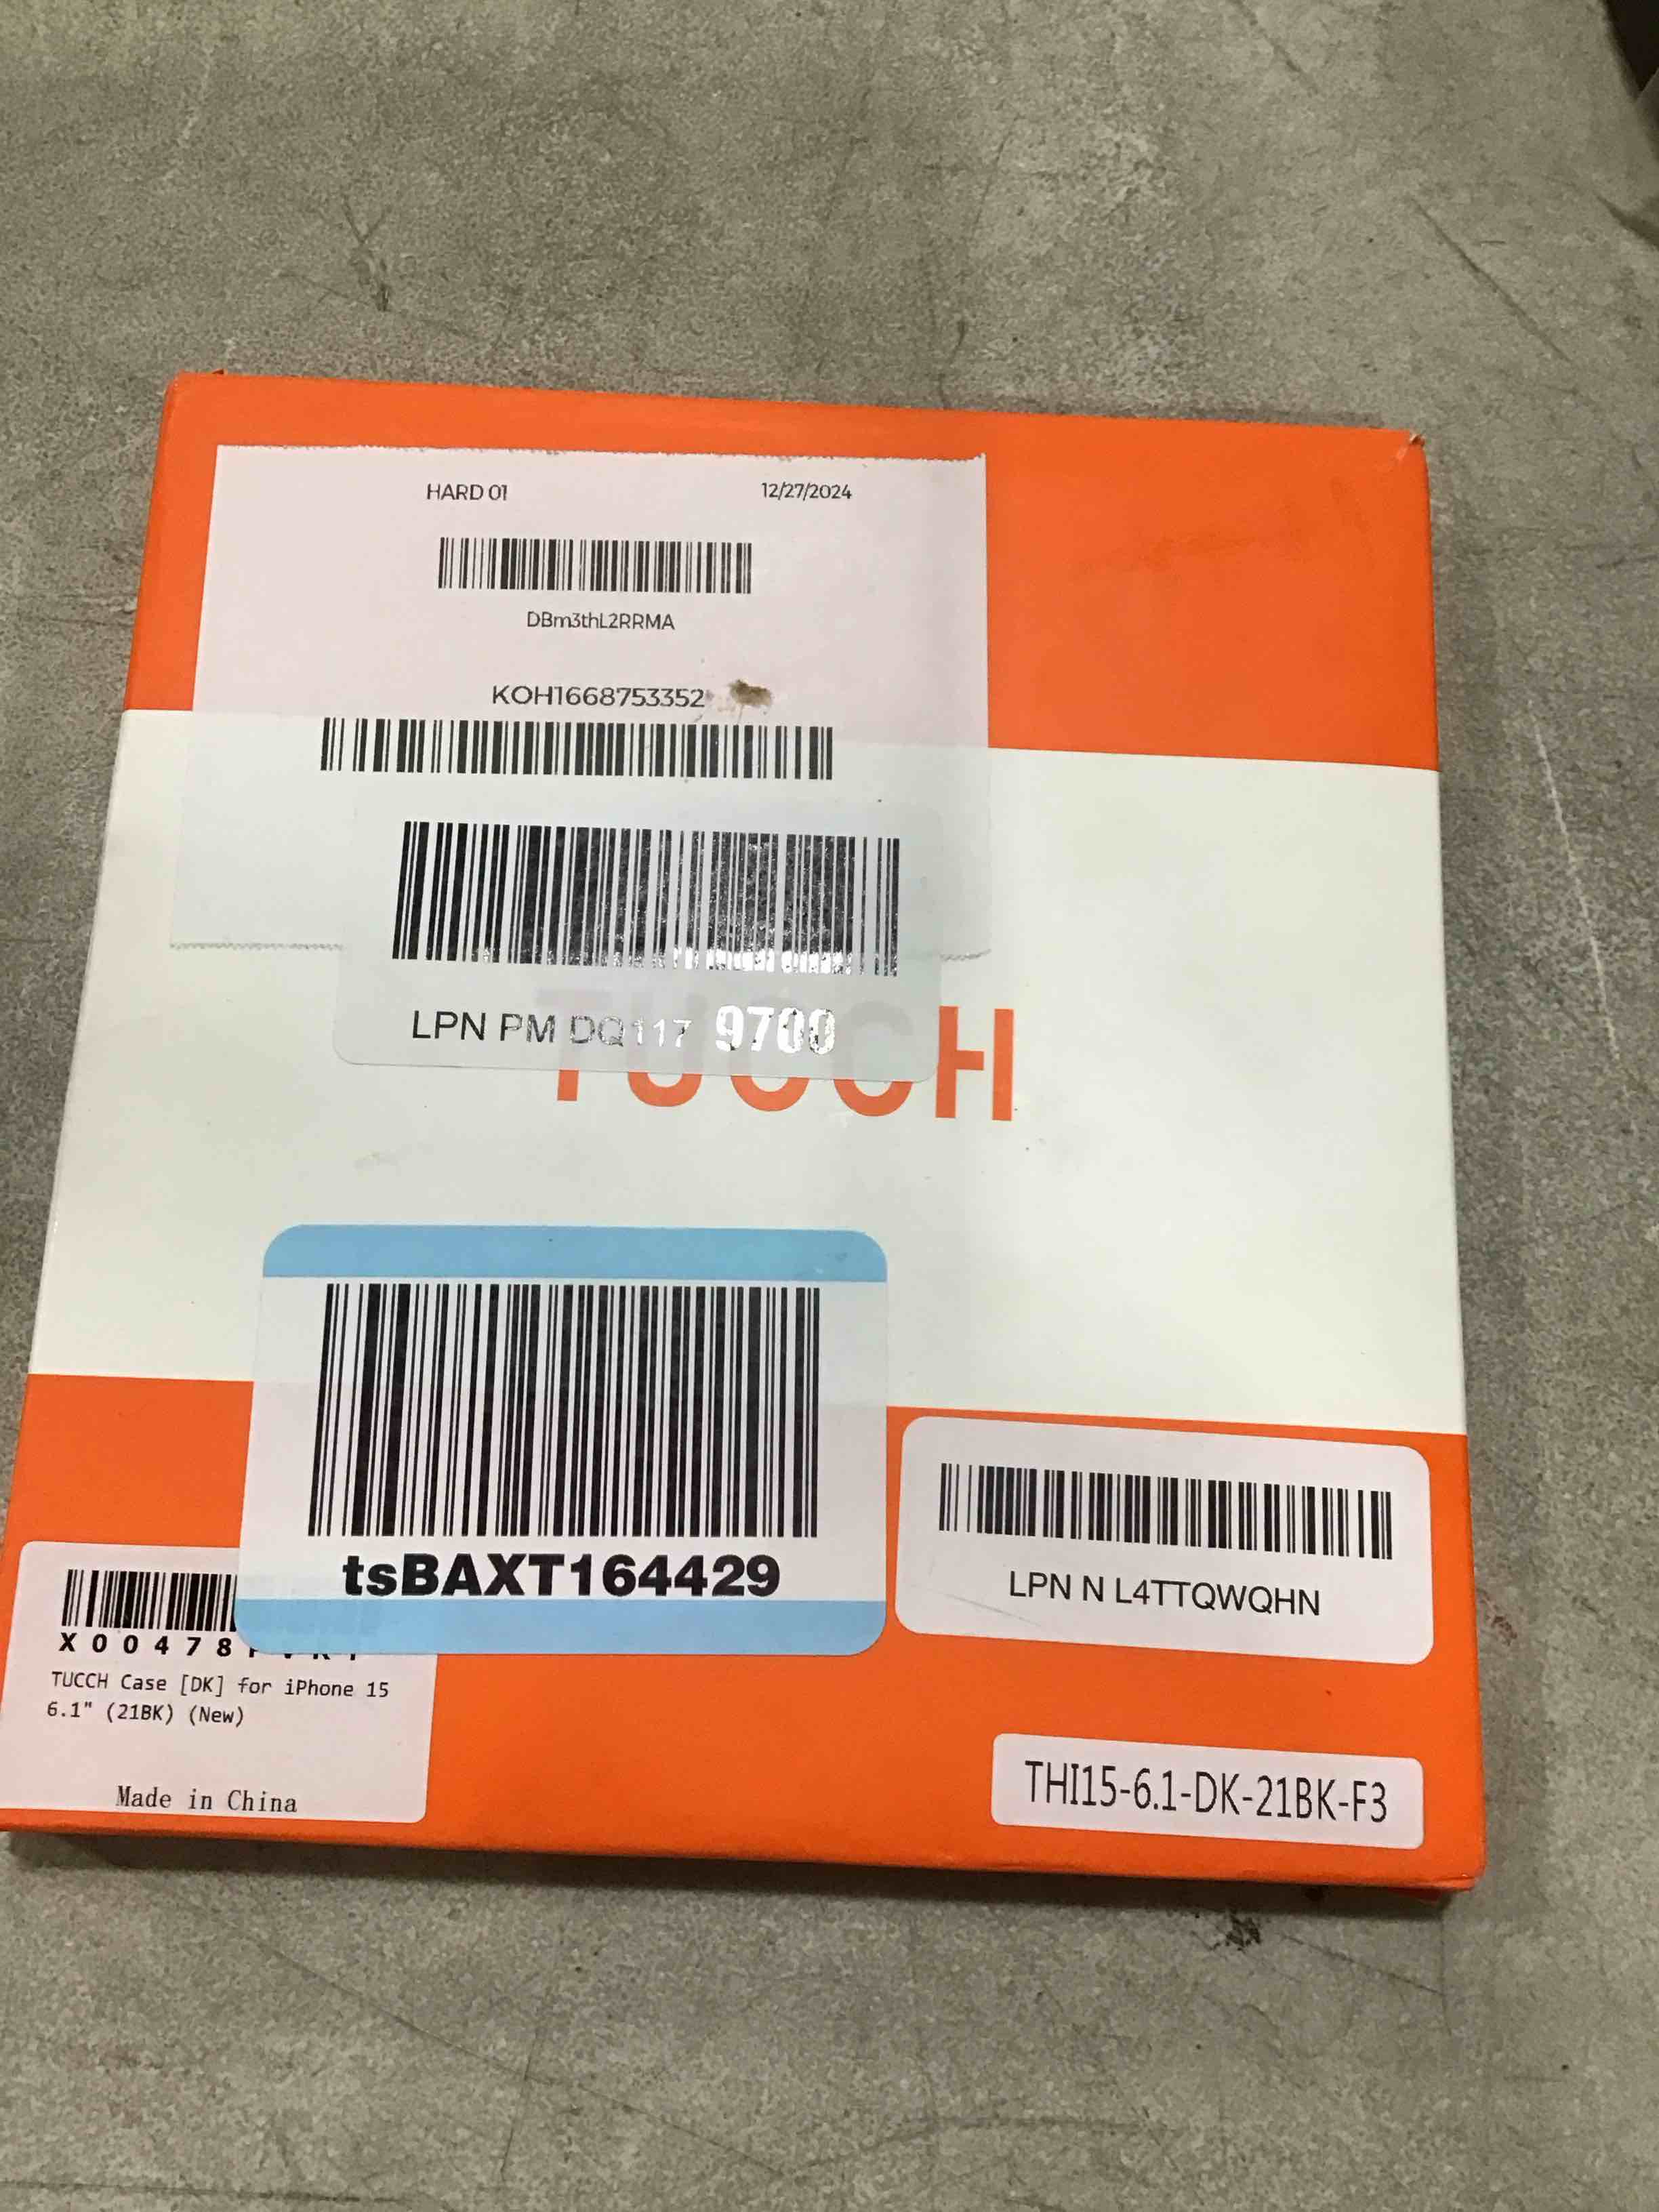 HARD 01 12/27/2024
DBm3thL2RRMA
KOH1668753352
LPN PM DQ117 9700
TUCCH
tsBAXT164429
LPN N L4TTQWQHN
X00478
TUCCH Case [DK] for iPhone 15
6.1" (21BK) (New)
Made in China
THI15-6.1-DK-21BK-F3